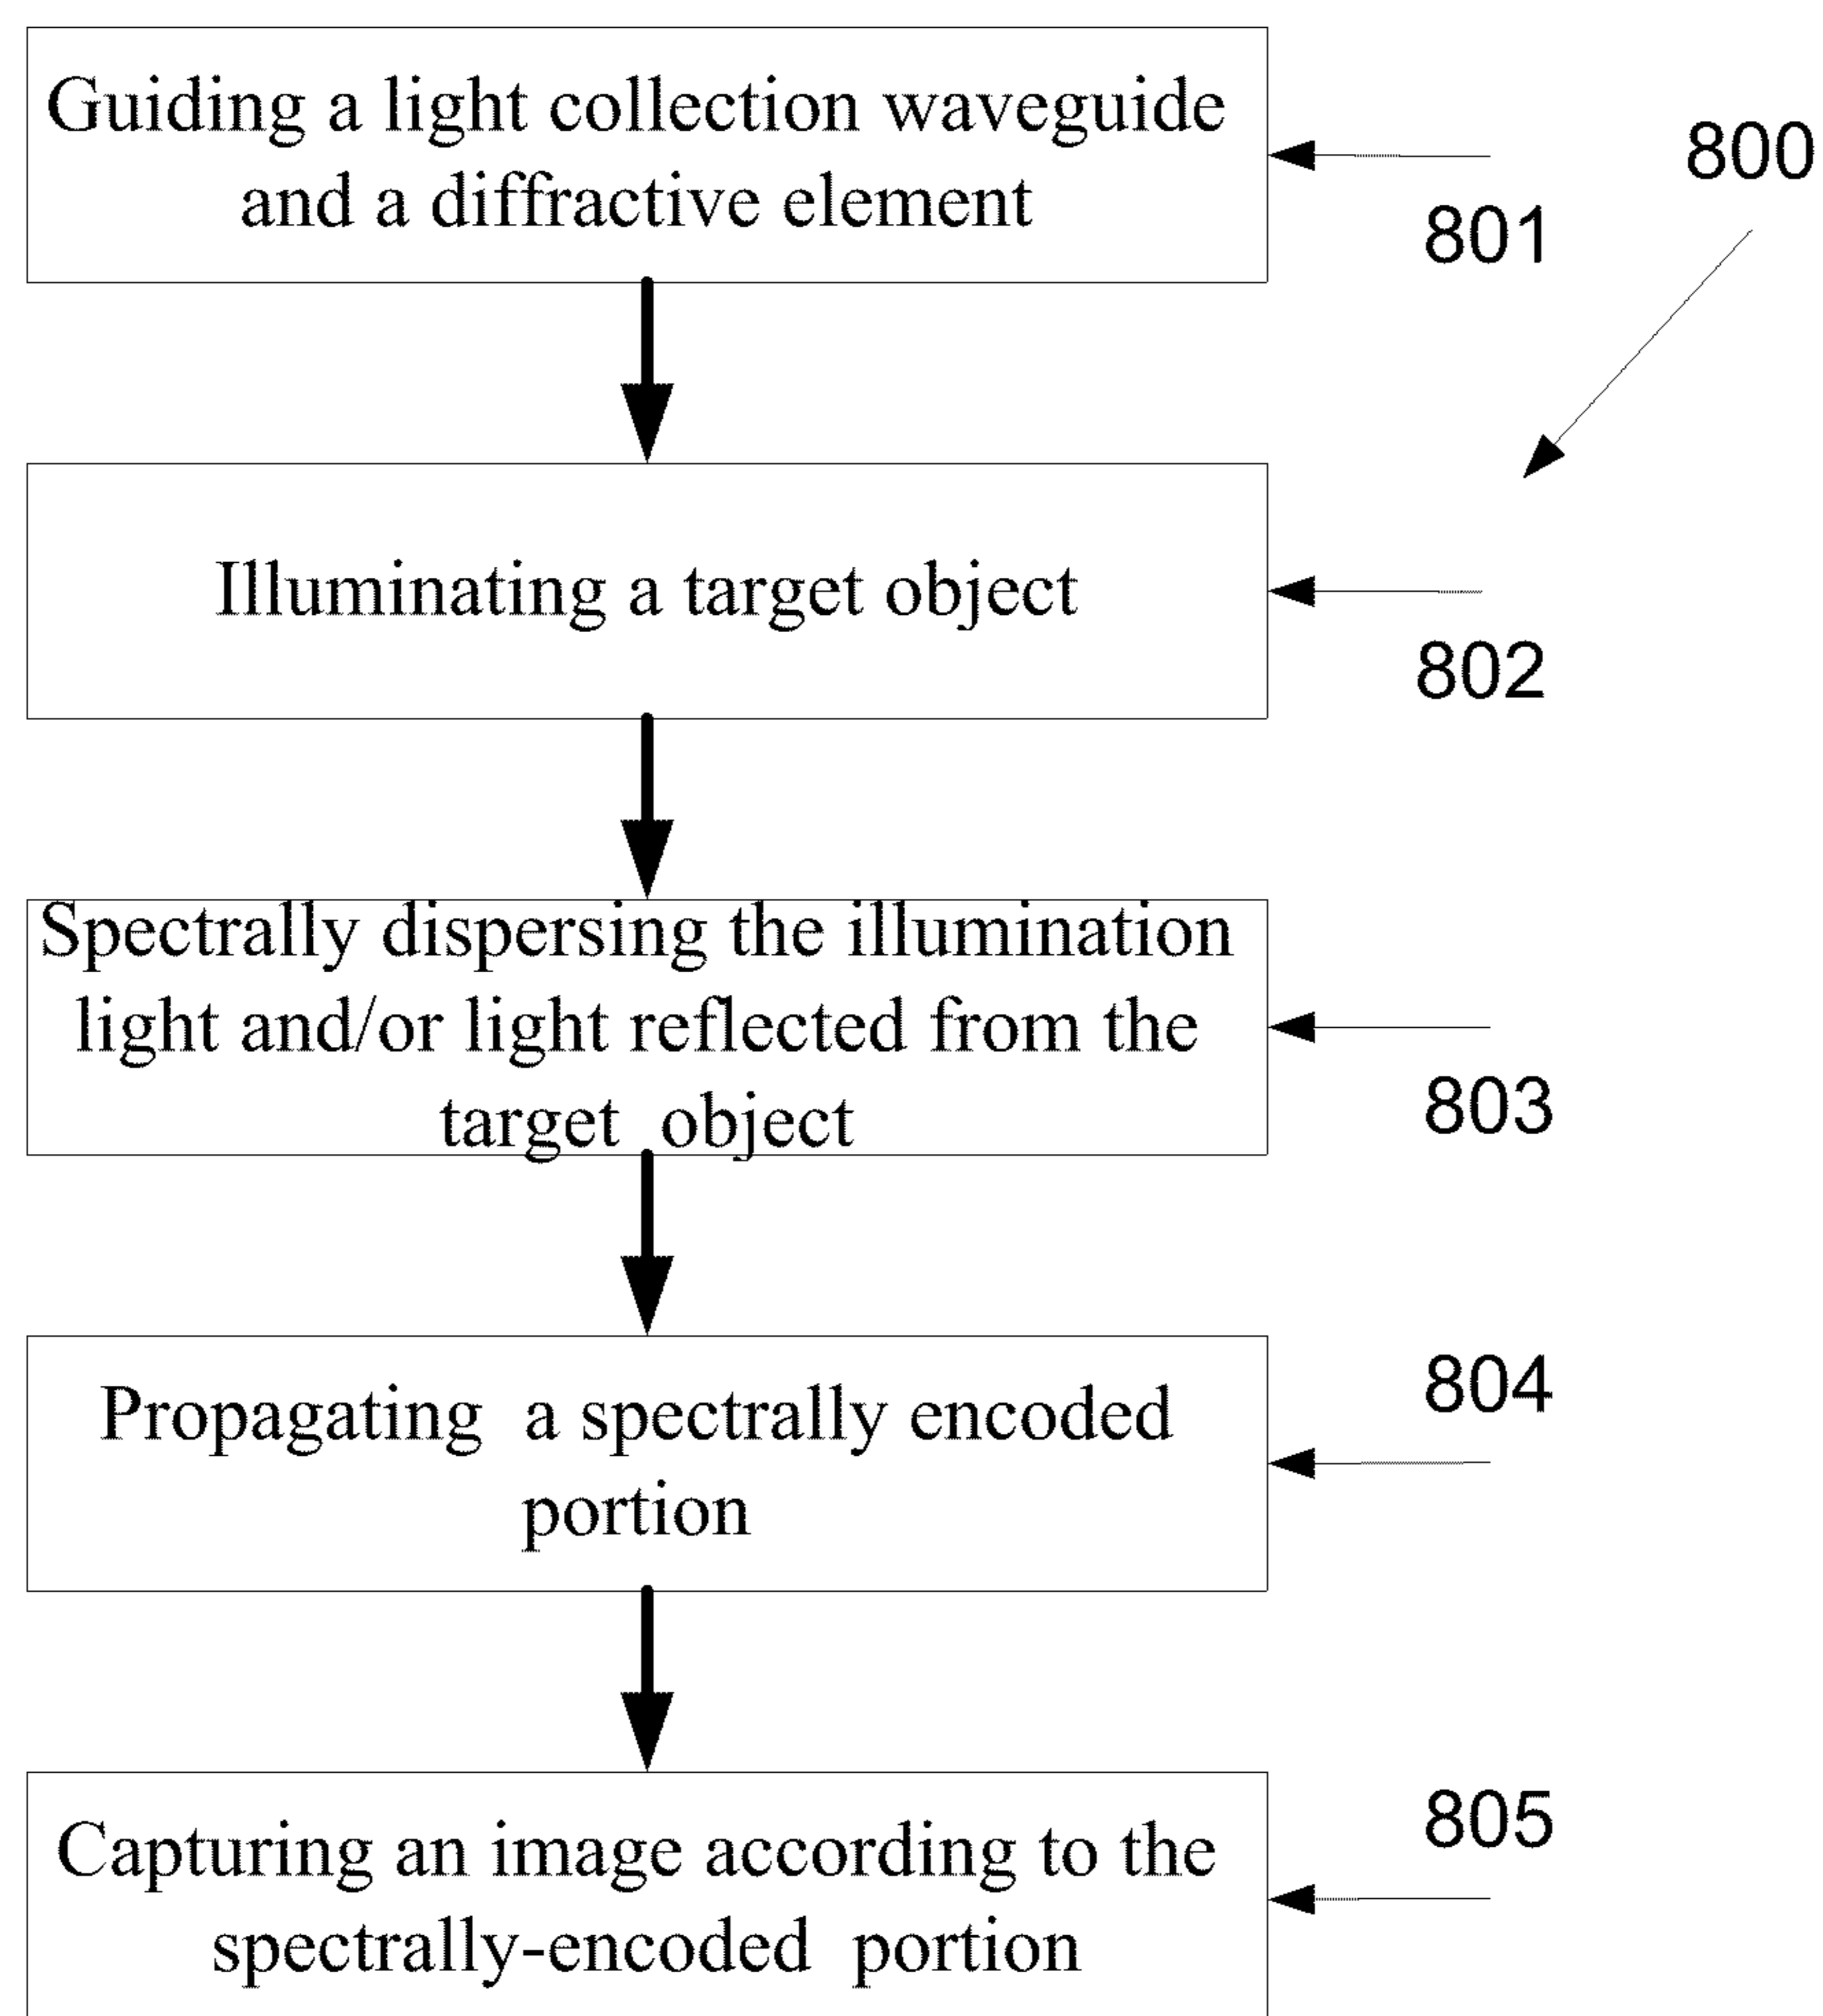 Guiding a light collection waveguide
and a diffractive element
800
801
Illuminating a target object
802
Spectrally dispersing the illumination
light and/or light reflected from the
target object
803
Propagating a spectrally encoded
portion
804
Capturing an image according to the
spectrally-encoded portion
805